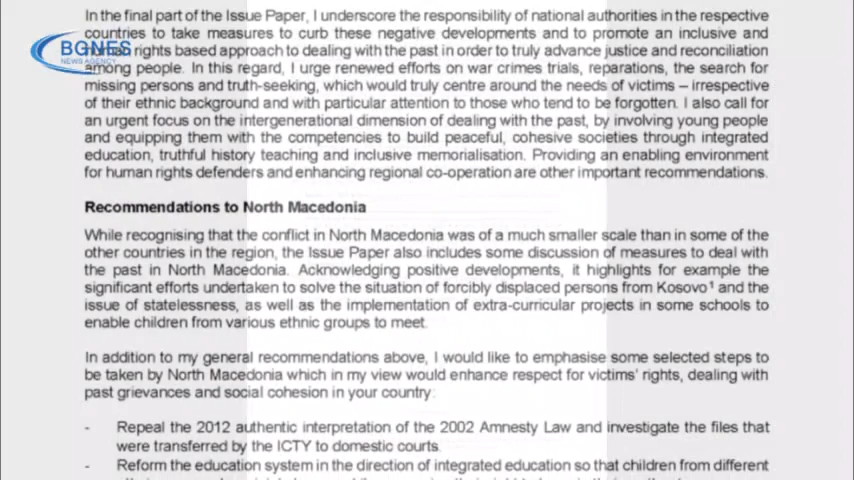 In the final part of the Issue Paper, I underscore the responsibility of national authorities in the respective
countries to take measures to curb these negative developments and to promote an inclusive and
human rights based approach to dealing with the past in order to truly advance justice and reconciliation
among people. In this regard, I urge renewed efforts on war crimes trials, reparations, the search for
missing persons and truth-seeking, which would truly centre around the needs of victims – irrespective
of their ethnic background and with particular attention to those who tend to be forgotten. I also call for
an urgent focus on the intergenerational dimension of dealing with the past, by involving young people
and equipping them with the competencies to build peaceful, cohesive societies through integrated
education, truthful history teaching and inclusive memorialisation. Providing an enabling environment
for human rights defenders and enhancing regional co-operation are other important recommendations.
BGNES
NEWS AGENCY
Recommendations to North Macedonia
While recognising that the conflict in North Macedonia was of a much smaller scale than in some of the
other countries in the region, the Issue Paper also includes some discussion of measures to deal with
the past in North Macedonia. Acknowledging positive developments, it highlights for example the
significant efforts undertaken to solve the situation of forcibly displaced persons from Kosovo¹ and the
issue of statelessness, as well as the implementation of extra-curricular projects in some schools to
enable children from various ethnic groups to meet.
In addition to my general recommendations above, I would like to emphasise some selected steps to
be taken by North Macedonia which in my view would enhance respect for victims' rights, dealing with
past grievances and social cohesion in your country:
- Repeal the 2012 authentic interpretation of the 2002 Amnesty Law and investigate the files that
were transferred by the ICTY to domestic courts.
- Reform the education system in the direction of integrated education so that children from different